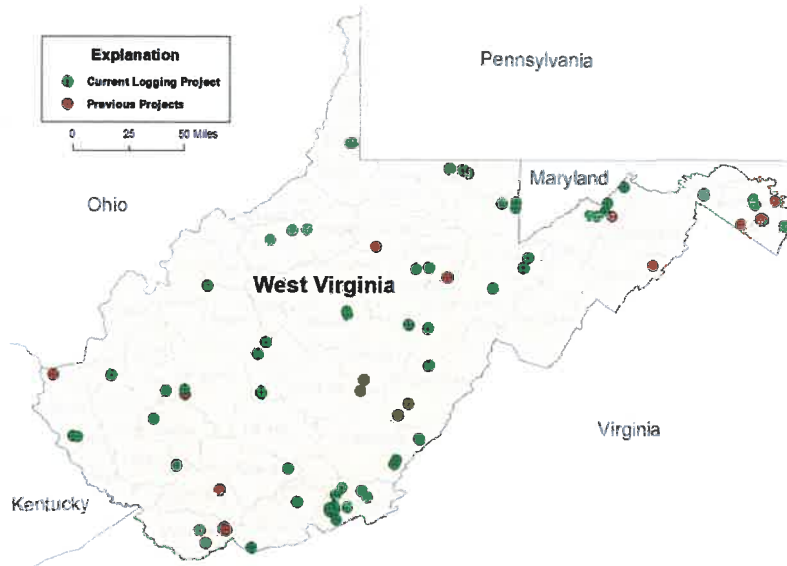 Explanation
Current Logging Project
Previous Projects
0 25 50 Miles
Pennsylvania
Maryland
Ohio
West Virginia
Virginia
Kentucky